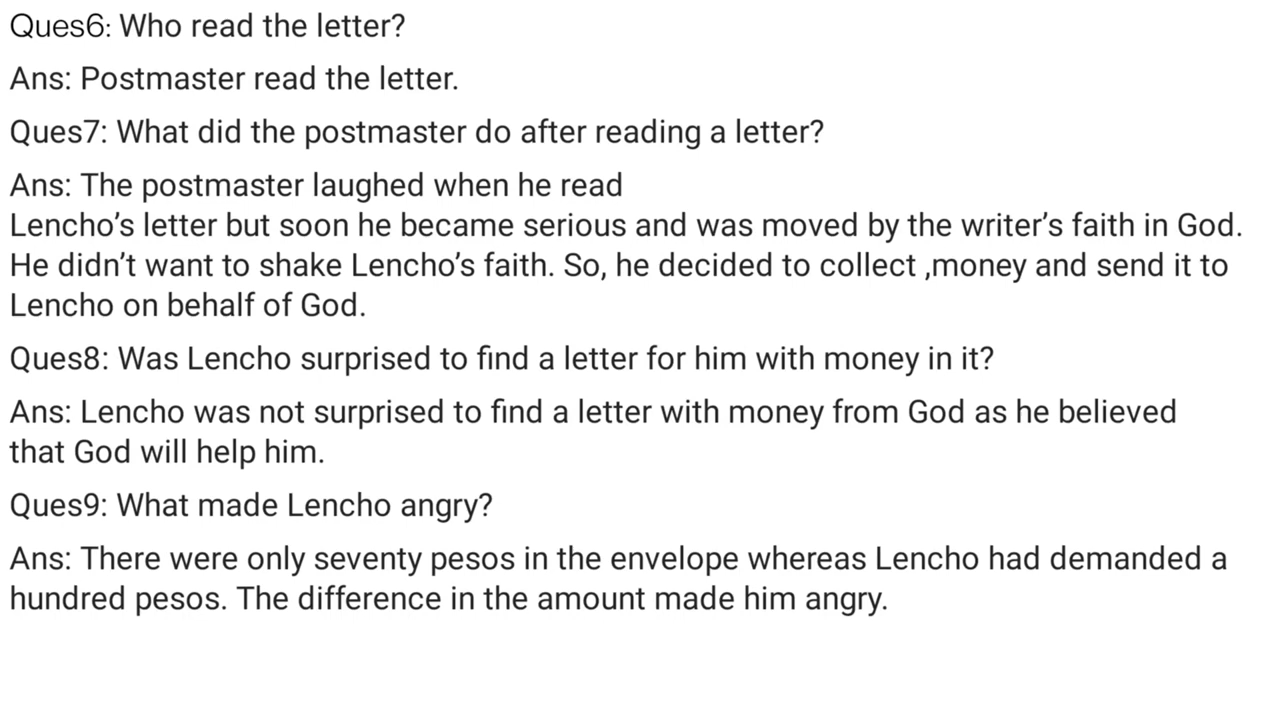 Ques6: Who read the letter?
Ans: Postmaster read the letter.
Ques7: What did the postmaster do after reading a letter?
Ans: The postmaster laughed when he read
Lencho’s letter but soon he became serious and was moved by the writer’s faith in God.
He didn’t want to shake Lencho’s faith. So, he decided to collect ,money and send it to
Lencho on behalf of God.
Ques8: Was Lencho surprised to find a letter for him with money in it?
Ans: Lencho was not surprised to find a letter with money from God as he believed
that God will help him.
Ques9: What made Lencho angry?
Ans: There were only seventy pesos in the envelope whereas Lencho had demanded a
hundred pesos. The difference in the amount made him angry.